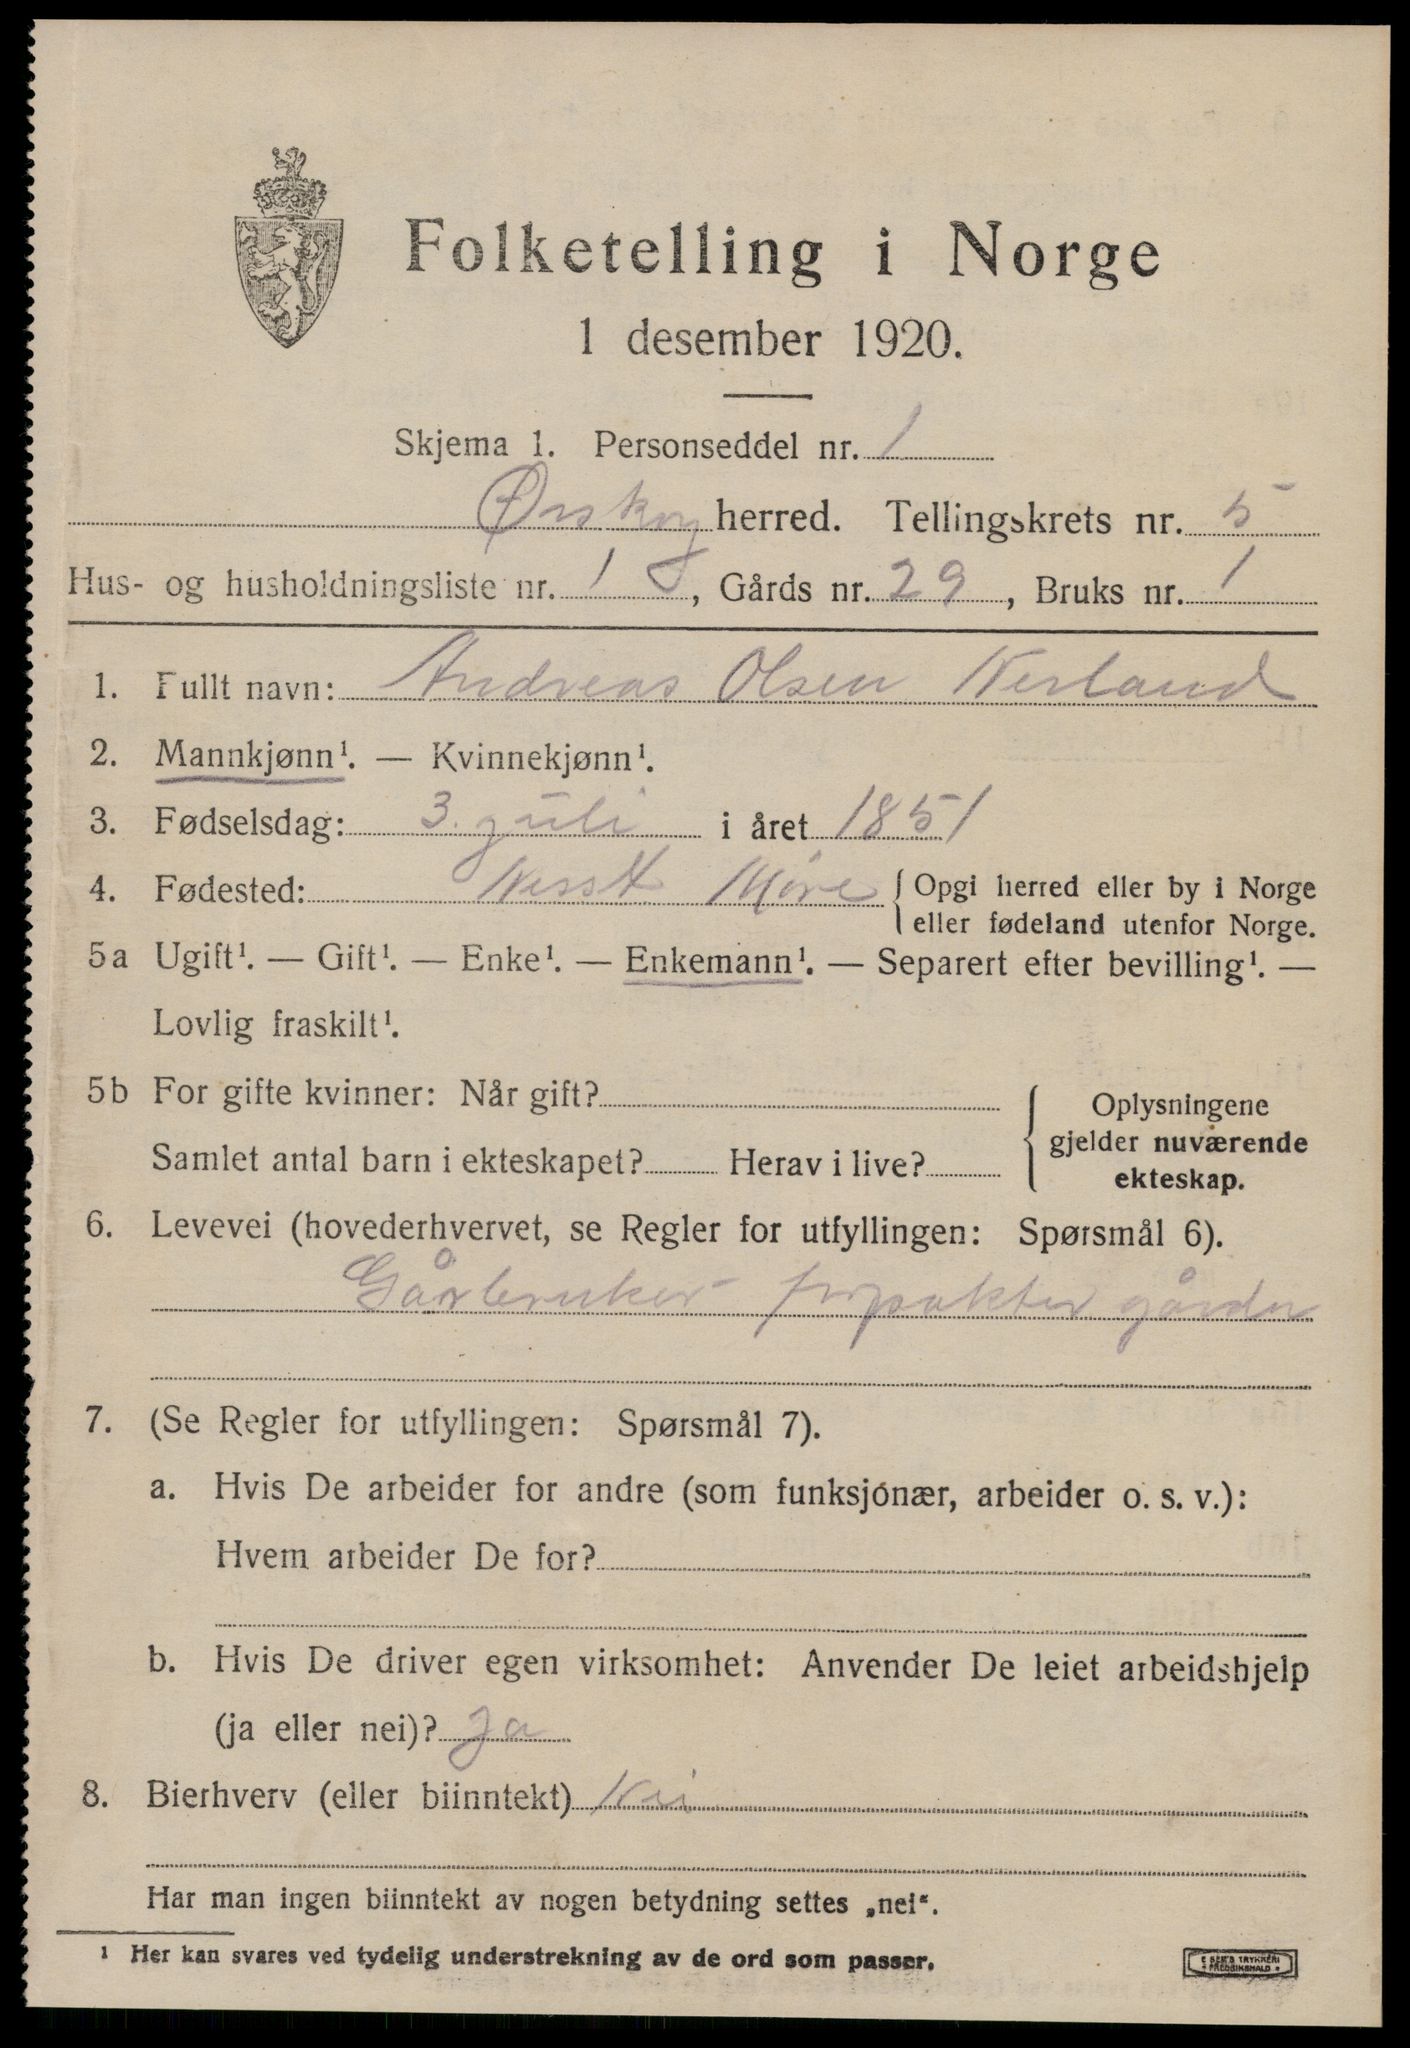 Folketelling i Norge
1 desember 1920.
Skjema 1. Personseddel nr. 1
Ørskog herred. Tellingskrets nr. 5
Hus- og husholdningsliste nr. 1, Gårds nr. 29, Bruks nr. 1
1. Fullt navn: Andreas Olsen Nerland
2. Mannkjønn¹. — Kvinnekjønn¹.
3. Fødselsdag: 3. juli i året 1851
4. Fødested: Møre { Opgi herred eller by i Norge
eller fødeland utenfor Norge.
5a Ugift¹. — Gift¹. — Enke¹. — Enkemann¹. — Separert efter bevilling¹. —
Lovlig fraskilt¹.
5b For gifte kvinner: Når gift?
Samlet antal barn i ekteskapet? Herav i live?
Oplysningene
gjelder nuværende
ekteskap.
6. Levevei (hovederhvervet, se Regler for utfyllingen: Spørsmål 6).
Gårbruker forpakter gården
7. (Se Regler for utfyllingen: Spørsmål 7).
a. Hvis De arbeider for andre (som funksjonær, arbeider o. s. v.):
Hvem arbeider De for?
b. Hvis De driver egen virksomhet: Anvender De leiet arbeidshjelp
(ja eller nei)? Ja
8. Bierhverv (eller biinntekt) Nei
Har man ingen biinntekt av nogen betydning settes „nei“.
¹ Her kan svares ved tydelig understrekning av de ord som passer.
E SEM'S TRYKKERI
FREDRIKSHALD